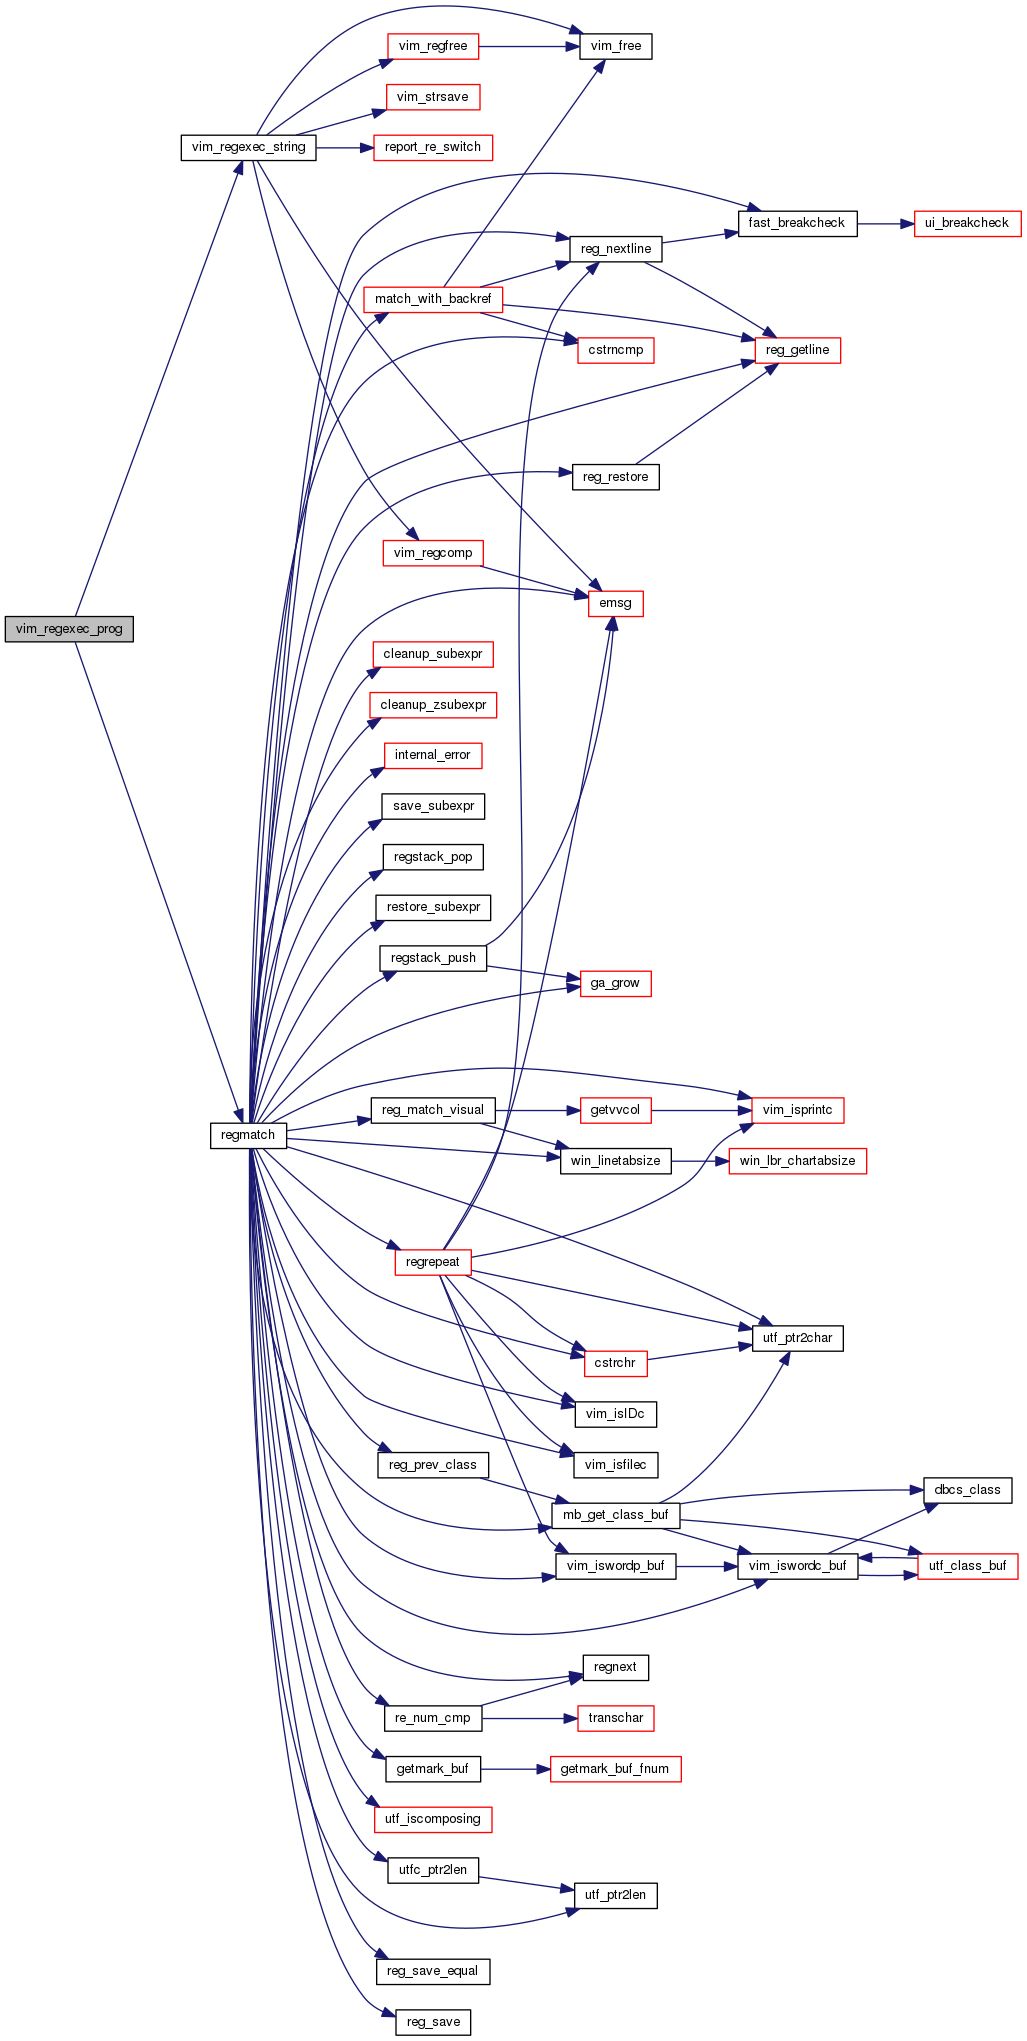 vim_regfree
vim_free
vim_strsave
vim_regexec_string
report_re_switch
fast_breakcheck
ui_breakcheck
reg_nextline
match_with_backref
cstrncmp
reg_getline
reg_restore
vim_regcomp
emsg
vim_regexec_prog
cleanup_subexpr
cleanup_zsubexpr
internal_error
save_subexpr
regstack_pop
restore_subexpr
regstack_push
ga_grow
reg_match_visual
getvvcol
vim_isprintc
regmatch
win_linetabsize
win_lbr_chartabsize
regrepeat
utf_ptr2char
cstrchr
vim_isIDc
reg_prev_class
vim_isfilec
dbcs_class
mb_get_class_buf
vim_iswordp_buf
vim_iswordc_buf
utf_class_buf
regnext
re_num_cmp
transchar
getmark_buf
getmark_buf_fnum
utf_iscomposing
utfc_ptr2len
utf_ptr2len
reg_save_equal
reg_save